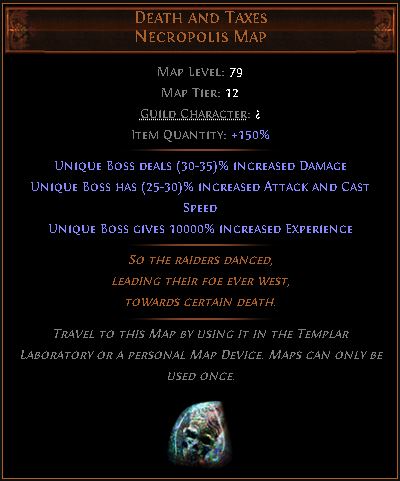 Death and Taxes
Necropolis Map
Map Level: 79
Map Tier: 12
Guild Character: 2
Item Quantity: +150%
Unique Boss deals (30-35)% increased Damage
Unique Boss has (25-30)% increased Attack and Cast
Speed
Unique Boss gives 10000% increased Experience
So the raiders danced,
leading their foe ever west,
towards certain death.
Travel to this Map by using it in the Templar
Laboratory or a personal Map Device. Maps can only be
used once.